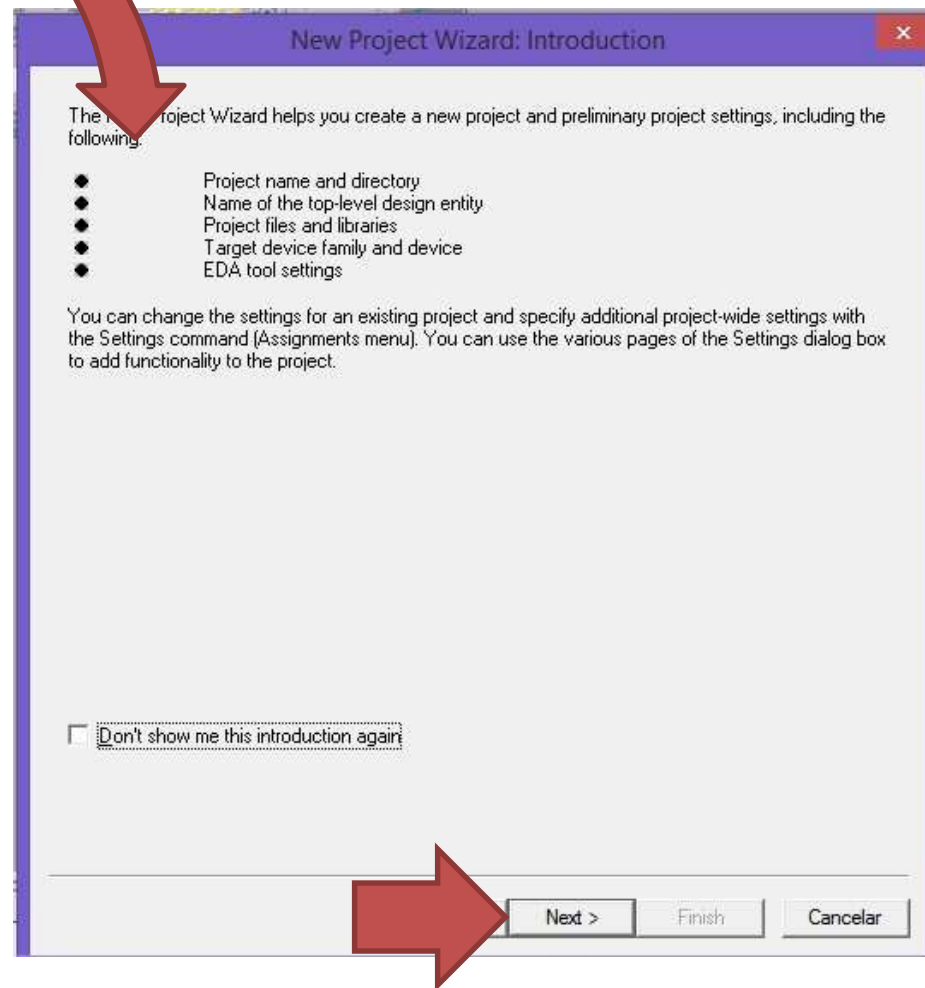 New Project Wizard: Introduction
The roject Wizard helps you create a new project and preliminary project settings, including the
following:
Project name and directory
Name of the top-level design entity
Project files and libraries
Target device family and device
EDA tool settings
You can change the settings for an existing project and specify additional project-wide settings with
the Settings command (Assignments menu). You can use the various pages of the Settings dialog box
to add functionality to the project.
Don't show me this introduction again
Next > Finish Cancelar